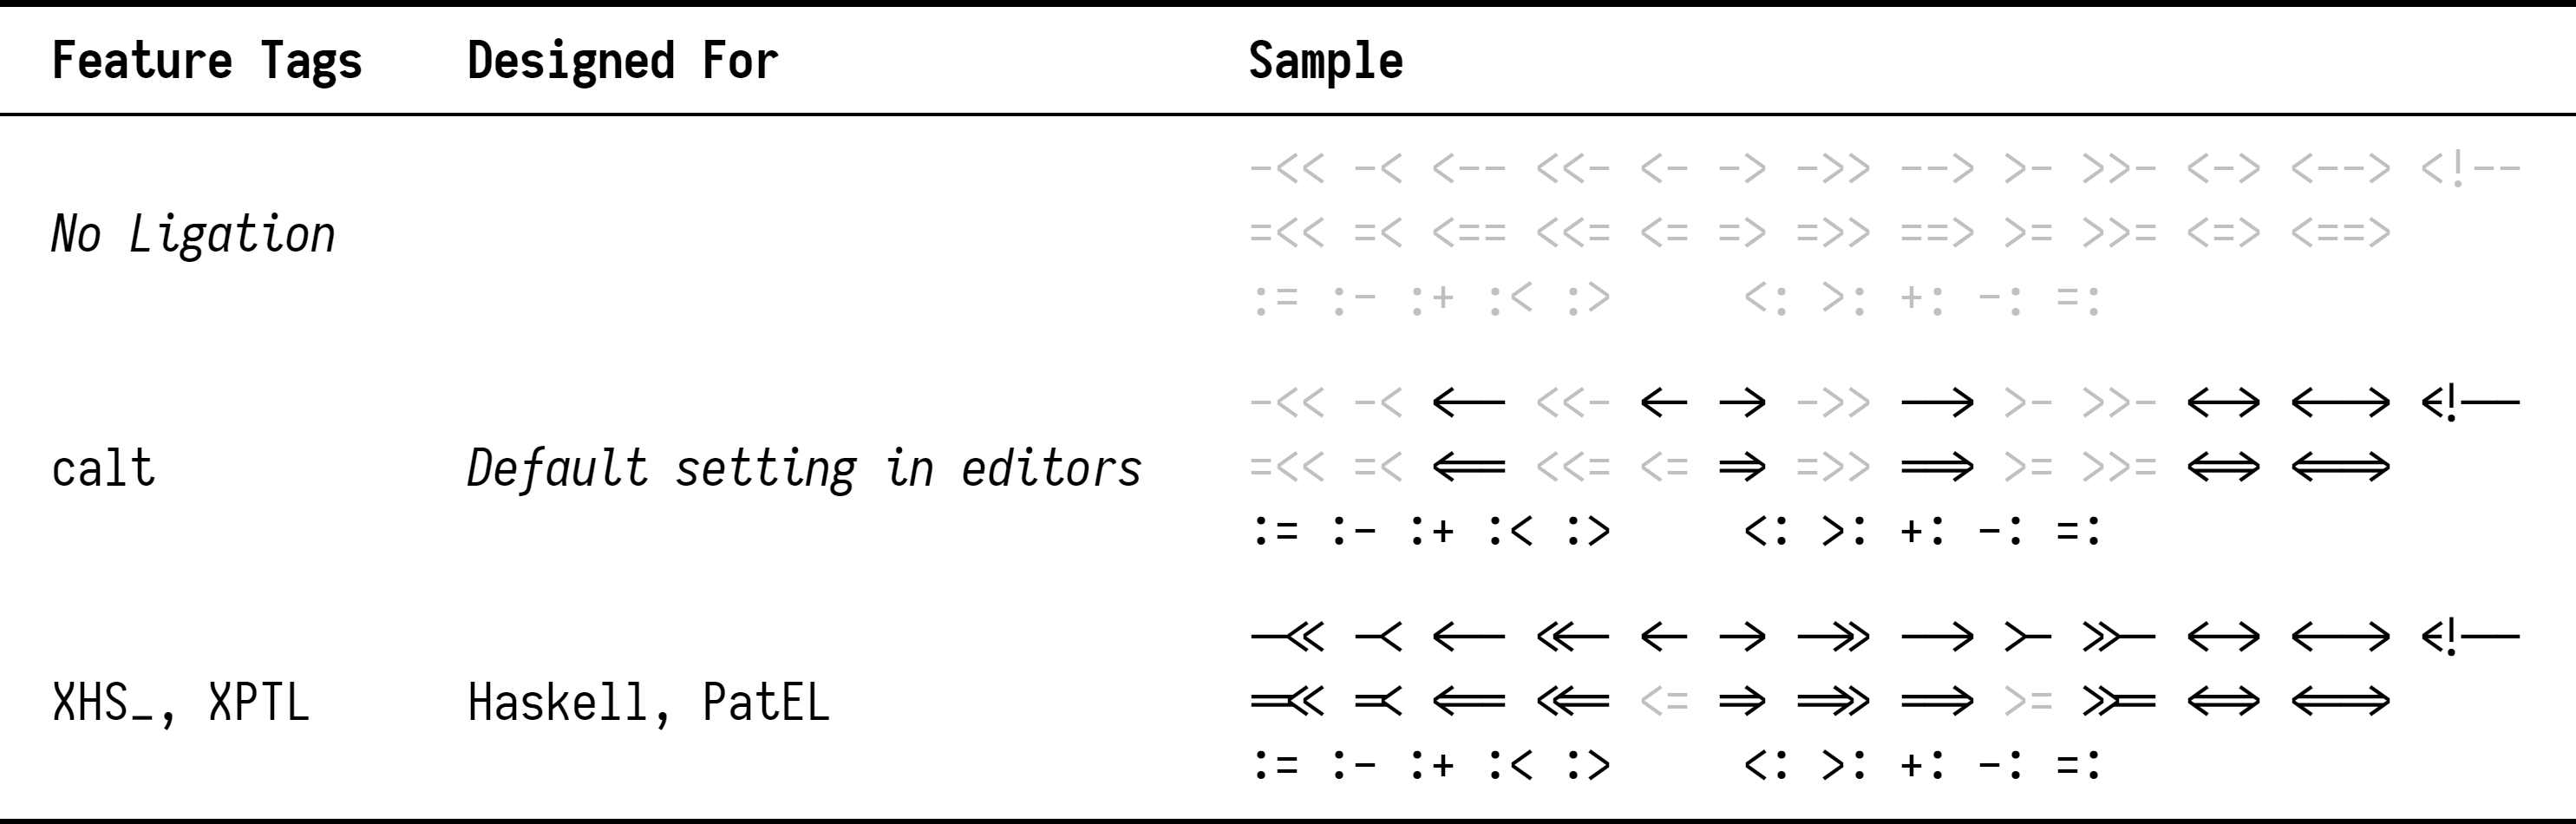 Feature Tags Designed For Sample
-<< -< <-- <<- <- -> ->> --> >- >>- <-> <--> <!--
No Ligation =<< =< <== <<= <= => =>> ==> >= >>= <=> <==>
:= :- :+ :< :> <: >: +: -: =:
-<< -< <-- <<- <- -> ->> --> >- >>- <-> <--> <!--
calt Default setting in editors =<< =< <== <<= <= => =>> ==> >= >>= <=> <==>
:= :- :+ :< :> <: >: +: -: =:
-<< -< <-- <<- <- -> ->> --> >- >>- <-> <--> <!--
XHS_, XPTL Haskell, PatEL =<< =< <== <<= <= => =>> ==> >= >>= <=> <==>
:= :- :+ :< :> <: >: +: -: =: